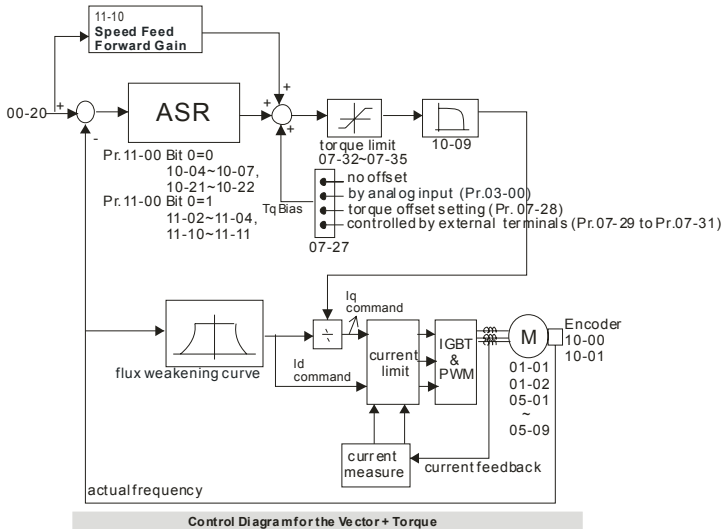 11-10
Speed Feed
Forward Gain
+
00-20
+
-
ASR
+
+
torque limit
07-32~07-35
10-09
Pr.11-00 Bit 0=0
10-04~10-07,
10-21~10-22
Pr.11-00 Bit 0=1
11-02~11-04,
11-10~11-11
Tq Bias
no offset
by analog input (Pr.03-00)
torque offset setting (Pr. 07-28)
controlled by external terminals (Pr.07-29 to Pr.07-31)
07-27
Iq
command
÷
flux weakening curve
Id
command
current
limit
IGBT
&
PWM
M
Encoder
10-00
10-01
01-01
01-02
05-01
~
05-09
current
measure
current feedback
actual frequency
Control Diagram for the Vector + Torque